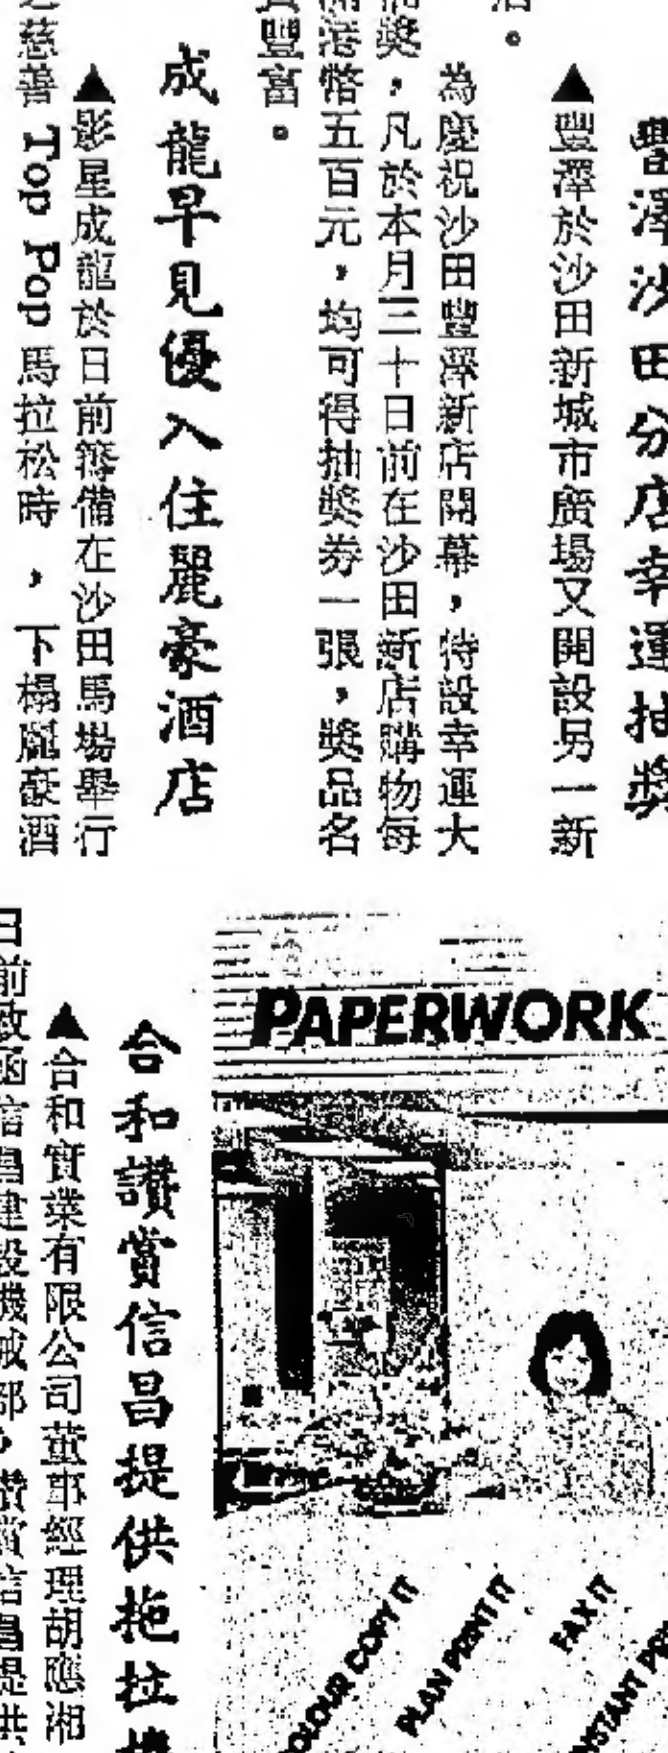 豐澤沙田分店幸運抽獎
▲豐澤於沙田新城市廣場又開設另一新
店。
為慶祝沙田豐澤新店開幕，特設幸運大
獎，凡於本月三十日前在沙田新店購物每
滿港幣五百元，均可得抽獎券一張，獎品名
豐富。
成龍早見優入住麗豪酒店
▲影星成龍於日前籌備在沙田馬場舉行
慈善 Top Pop 馬拉松時，下榻麗豪酒
PAPERWORK
COLOUR COPY IT
PLAN PRINT IT
FAX IT
INSTANT
合和讚賞信昌提供拖拉機
▲合和實業有限公司董事經理胡應湘
日前致函信昌建設機械部，讚賞信昌提供